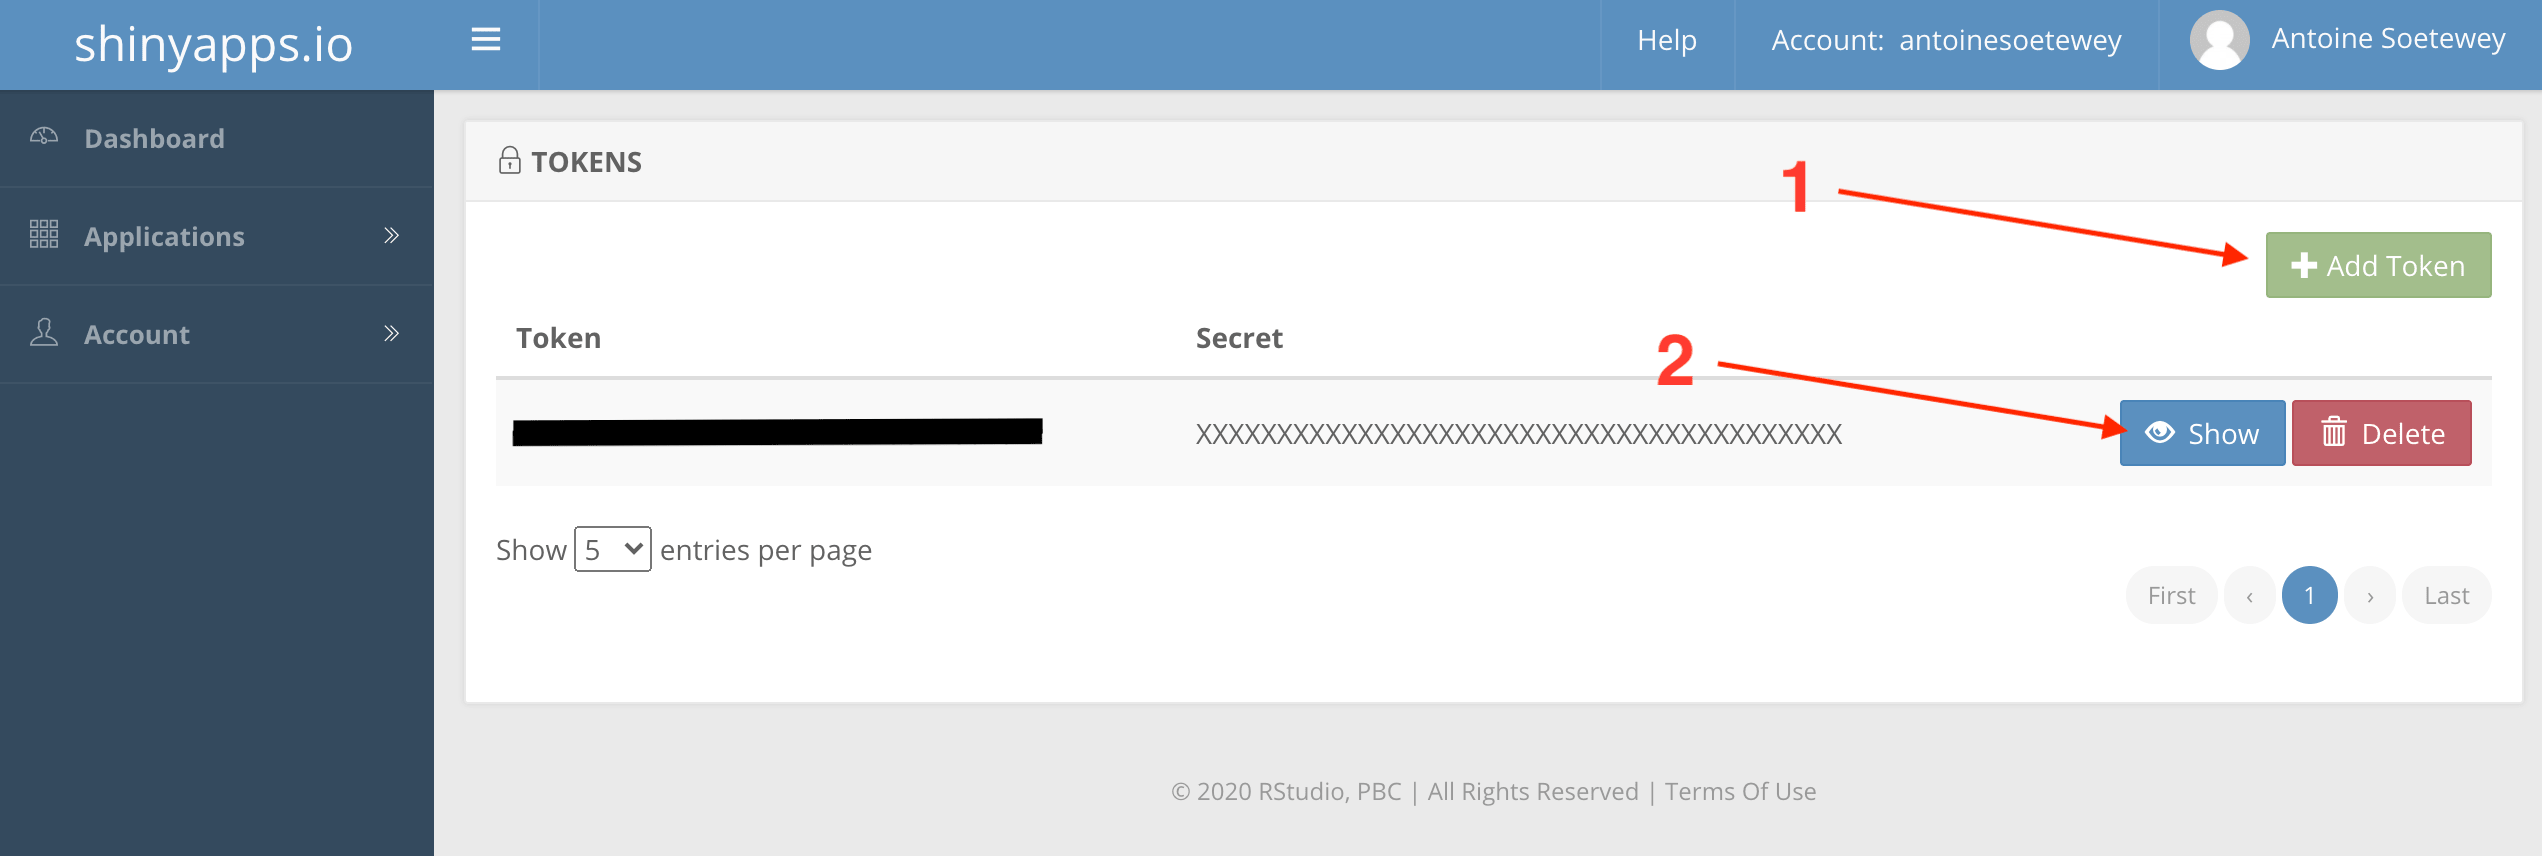 shinyapps.io
Help
Account: antoinesoetewey
Antoine Soetewey
Dashboard
Applications
Account
TOKENS
1
Add Token
Token
Secret
2
XXXXXXXXXXXXXXXXXXXXXXXXXXXXXXXXXXXXXXXX
Show
Delete
Show 5 entries per page
First ‹ 1 › Last
© 2020 RStudio, PBC | All Rights Reserved | Terms Of Use